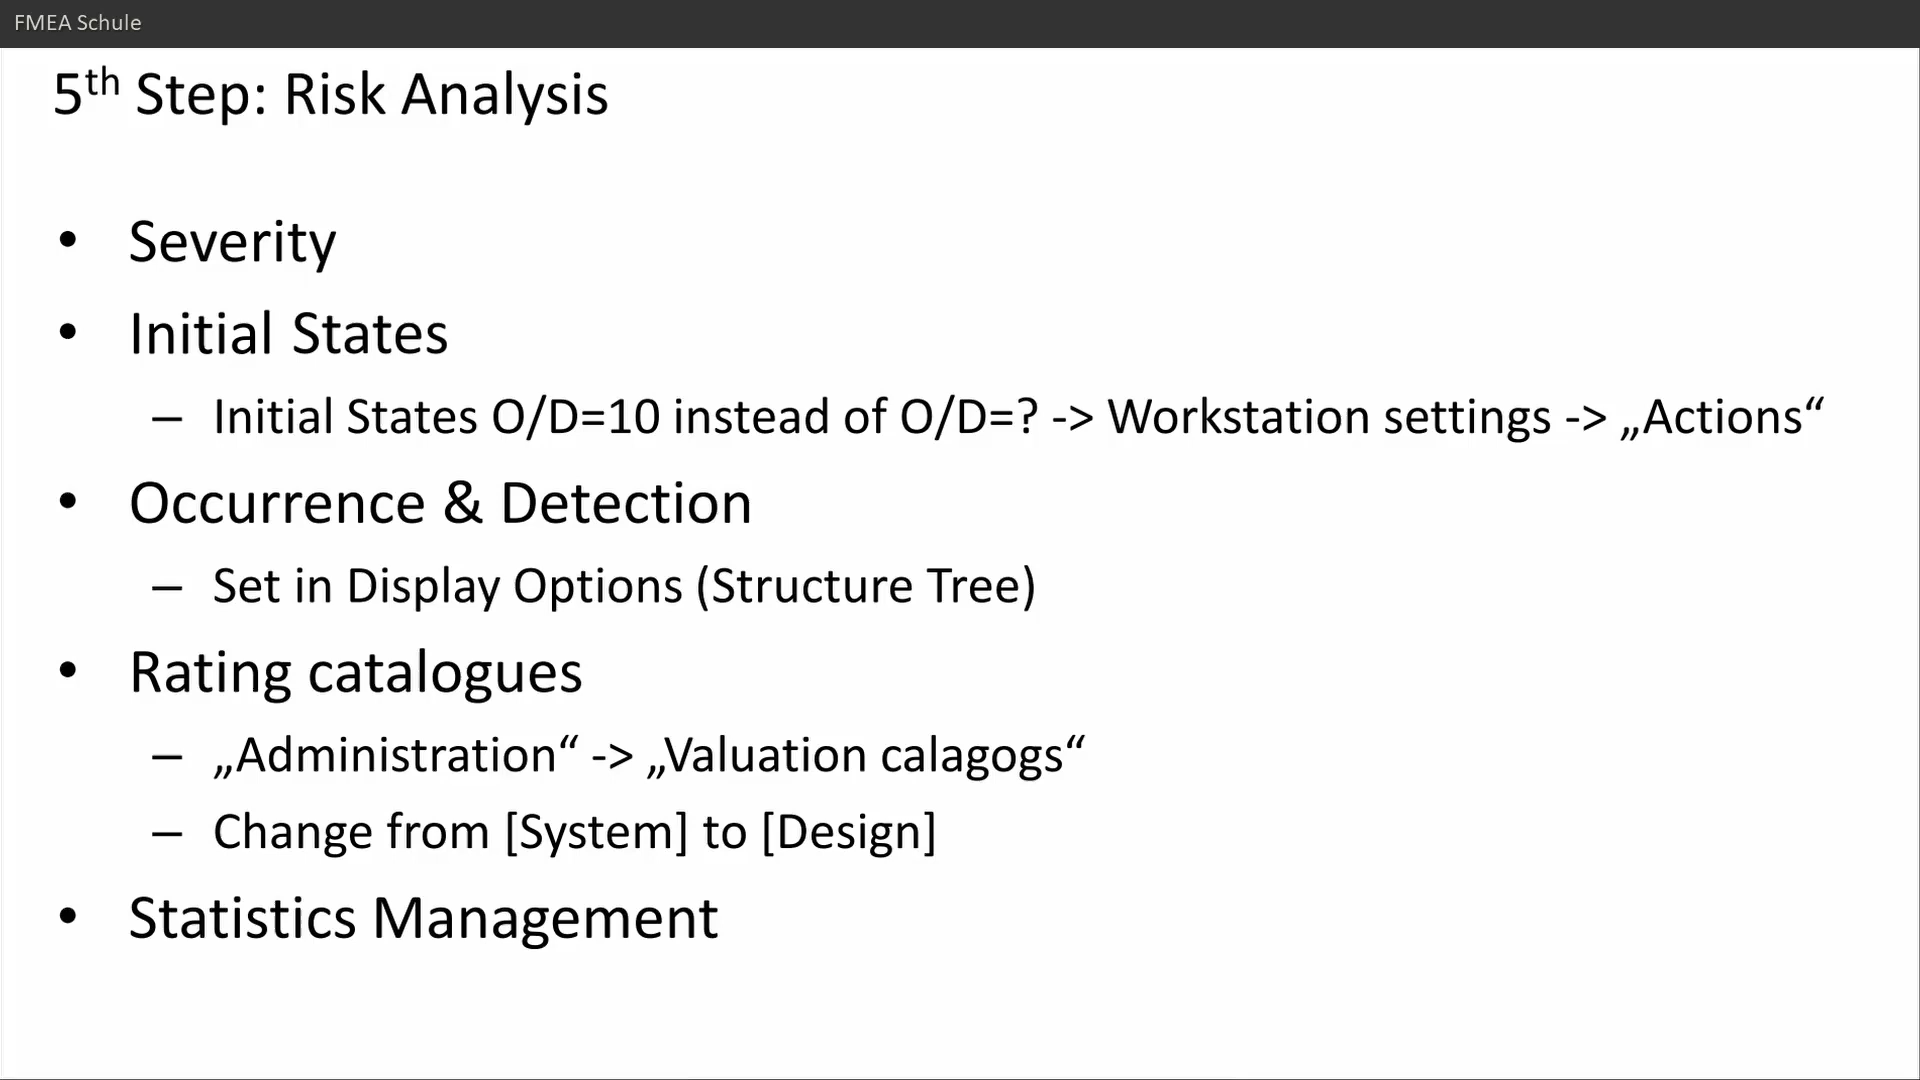 FMEA Schule
5th Step: Risk Analysis
• Severity
• Initial States
– Initial States O/D=10 instead of O/D=? -> Workstation settings -> „Actions“
• Occurrence & Detection
– Set in Display Options (Structure Tree)
• Rating catalogues
– „Administration“ -> „Valuation calagogs“
– Change from [System] to [Design]
• Statistics Management